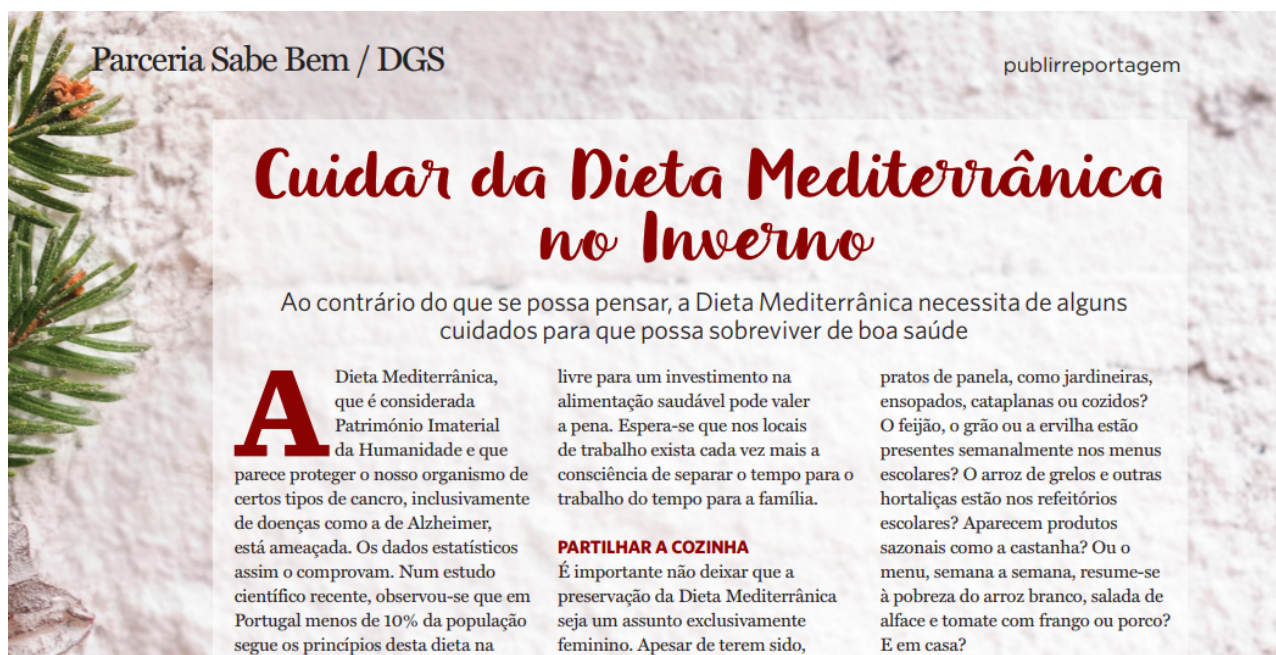 Parceria Sabe Bem / DGS
publirreportagem
Cuidar da Dieta Mediterrânica
no Inverno
Ao contrário do que se possa pensar, a Dieta Mediterrânica necessita de alguns
cuidados para que possa sobreviver de boa saúde
A Dieta Mediterrânica,
que é considerada
Património Imaterial
da Humanidade e que
parece proteger o nosso organismo de
certos tipos de cancro, inclusivamente
de doenças como a de Alzheimer,
está ameaçada. Os dados estatísticos
assim o comprovam. Num estudo
científico recente, observou-se que em
Portugal menos de 10% da população
segue os princípios desta dieta na
livre para um investimento na
alimentação saudável pode valer
a pena. Espera-se que nos locais
de trabalho exista cada vez mais a
consciência de separar o tempo para o
trabalho do tempo para a família.
PARTILHAR A COZINHA
É importante não deixar que a
preservação da Dieta Mediterrânica
seja um assunto exclusivamente
feminino. Apesar de terem sido,
pratos de panela, como jardineiras,
ensopados, cataplanas ou cozidos?
O feijão, o grão ou a ervilha estão
presentes semanalmente nos menus
escolares? O arroz de grelos e outras
hortaliças estão nos refeitórios
escolares? Aparecem produtos
sazonais como a castanha? Ou o
menu, semana a semana, resume-se
à pobreza do arroz branco, salada de
alface e tomate com frango ou porco?
E em casa?